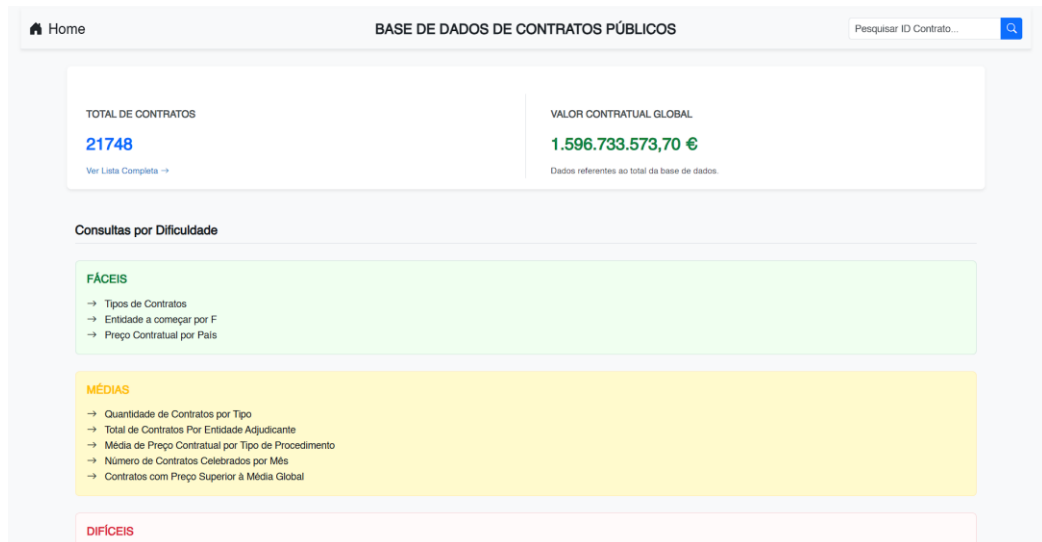 Home
BASE DE DADOS DE CONTRATOS PÚBLICOS
Pesquisar ID Contrato...
TOTAL DE CONTRATOS
21748
Ver Lista Completa →
VALOR CONTRATUAL GLOBAL
1.596.733.573,70 €
Dados referentes ao total da base de dados.
Consultas por Dificuldade
FÁCEIS
→ Tipos de Contratos
→ Entidade a começar por F
→ Preço Contratual por País
MÉDIAS
→ Quantidade de Contratos por Tipo
→ Total de Contratos Por Entidade Adjudicante
→ Média de Preço Contratual por Tipo de Procedimento
→ Número de Contratos Celebrados por Mês
→ Contratos com Preço Superior à Média Global
DIFÍCEIS